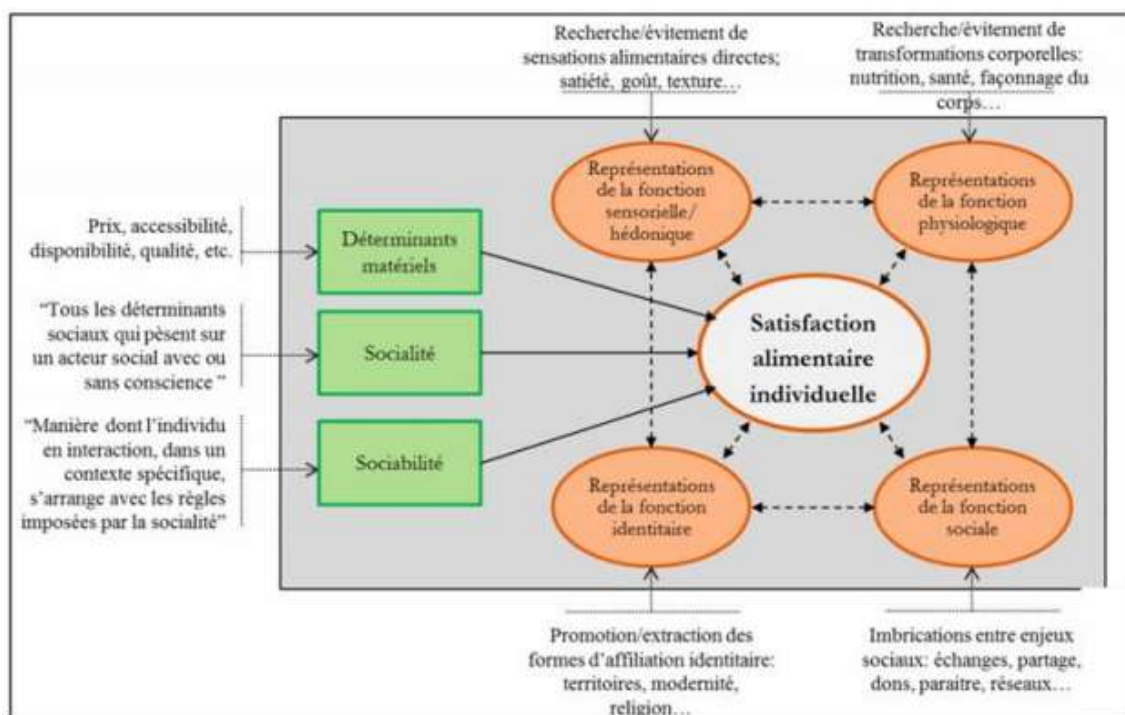 Recherche/évitement de
sensations alimentaires directes;
satiété, goût, texture…
Recherche/évitement de
transformations corporelles:
nutrition, santé, façonnage du
corps…
Prix, accessibilité,
disponibilité, qualité, etc.
“Tous les déterminants
sociaux qui pèsent sur
un acteur social avec ou
sans conscience ”
“Manière dont l’individu
en interaction, dans un
contexte spécifique,
s’arrange avec les règles
imposées par la socialité”
Déterminants
matériels
Socialité
Sociabilité
Représentations
de la fonction
sensorielle/
hédonique
Représentations
de la fonction
physiologique
Satisfaction
alimentaire
individuelle
Représentations
de la fonction
identitaire
Représentations
de la fonction
sociale
Promotion/extraction des
formes d’affiliation identitaire:
territoires, modernité,
religion…
Imbrications entre enjeux
sociaux: échanges, partage,
dons, paraitre, réseaux…